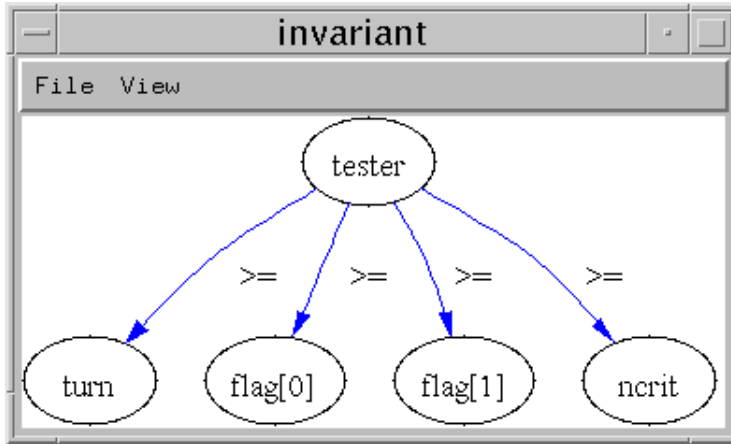 invariant
File View
tester
>= >= >= >=
turn flag[0] flag[1] ncrit